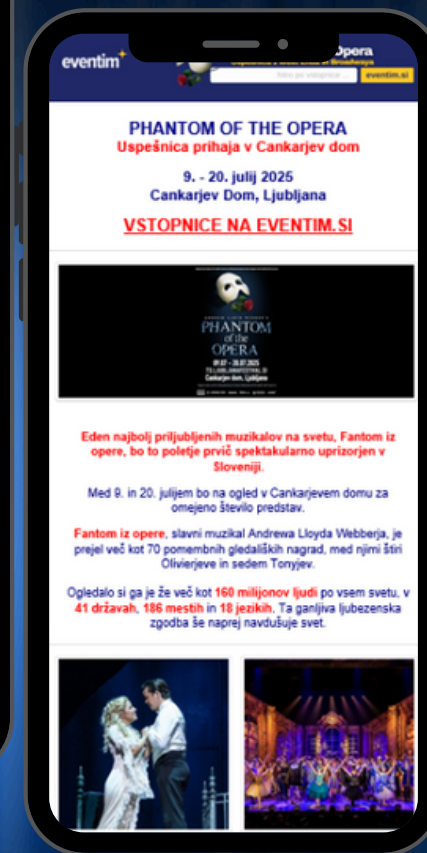 eventim
Opera
eventim.si
PHANTOM OF THE OPERA
Uspešnica prihaja v Cankarjev dom
9. - 20. julij 2025
Cankarjev Dom, Ljubljana
VSTOPNICE NA EVENTIM.SI
PHANTOM
of the
OPERA
Cankarjev dom, Ljubljana
Eden najbolj priljubljenih muzikalov na svetu, Fantom iz
opere, bo to poletje prvič spektakularno uprizorjen v
Sloveniji.
Med 9. in 20. julijem bo na ogled v Cankarjevem domu za
omejeno število predstav.
Fantom iz opere, slavni muzikal Andrewa Lloyda Webberja, je
prejel več kot 70 pomembnih gledaliških nagrad, med njimi štiri
Olivierjeve in sedem Tonyjev.
Ogledalo si ga je že več kot 160 milijonov ljudi po vsem svetu, v
41 državah, 186 mestih in 18 jezikih. Ta ganljiva ljubezenska
zgodba še naprej navdušuje svet.